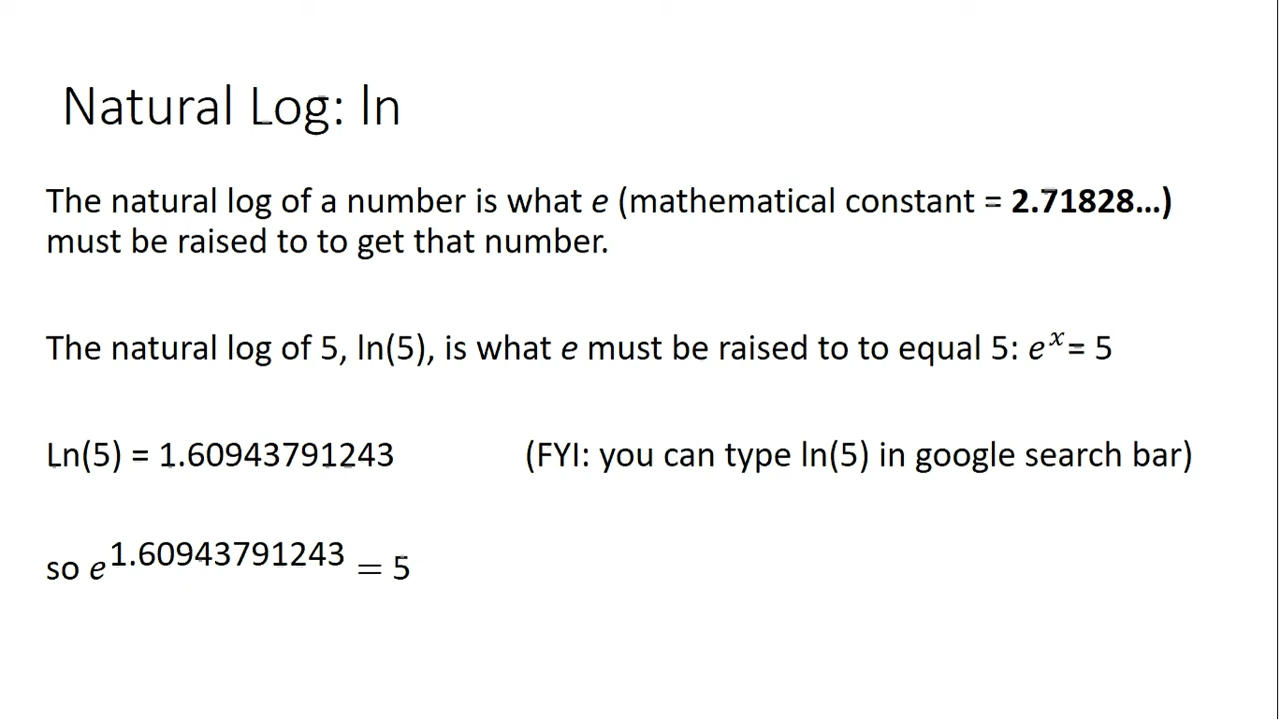 Natural Log: ln
The natural log of a number is what e (mathematical constant = 2.71828...)
must be raised to to get that number.
The natural log of 5, ln(5), is what e must be raised to to equal 5: e^x = 5
Ln(5) = 1.60943791243 (FYI: you can type ln(5) in google search bar)
so e^1.60943791243 = 5